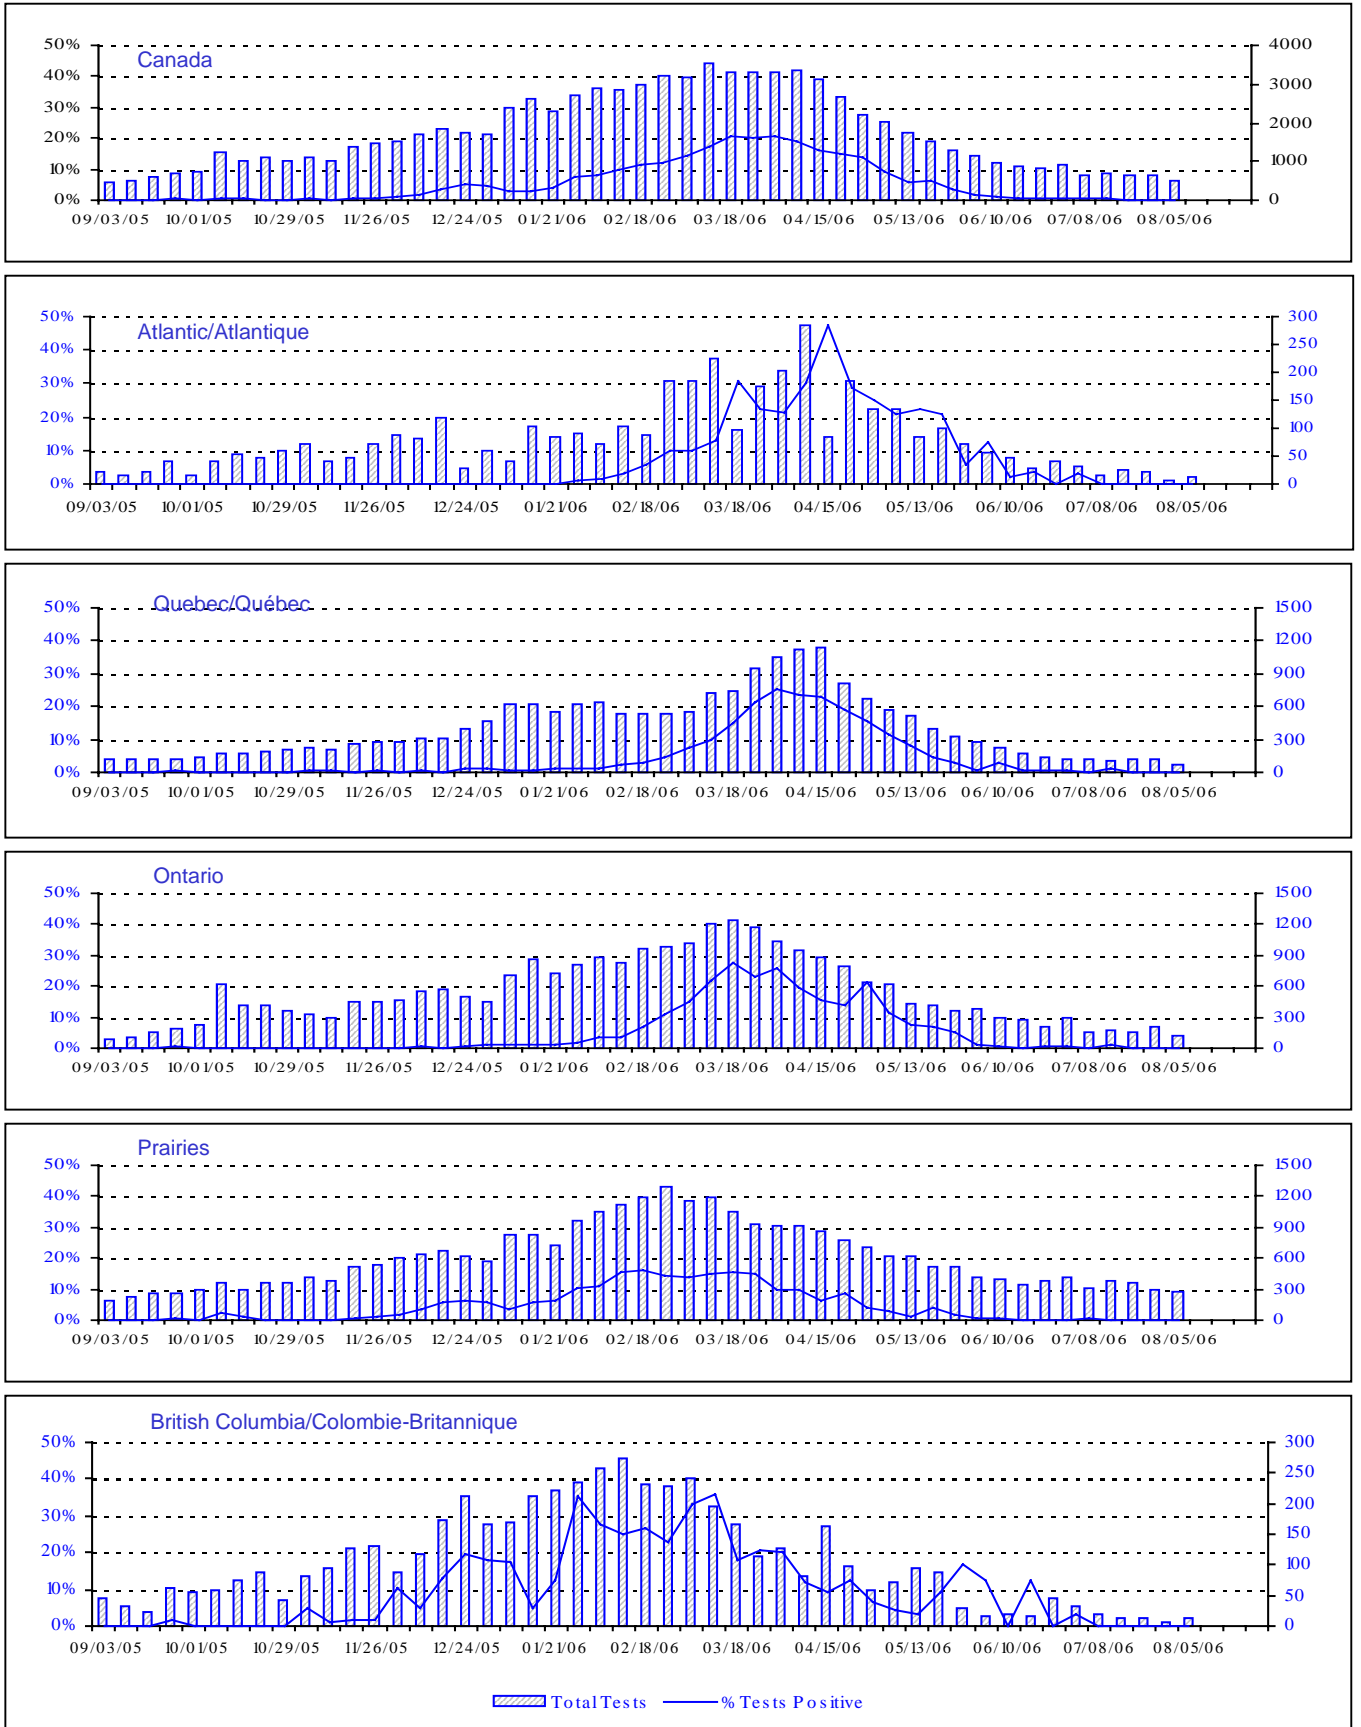 Canada
50% 4000
40% 3000
30%
20% 2000
10% 1000
0% 0
09/03/05 10/01/05 10/29/05 11/26/05 12/24/05 01/21/06 02/18/06 03/18/06 04/15/06 05/13/06 06/10/06 07/08/06 08/05/06
Atlantic/Atlantique
50% 300
250
40% 200
30% 150
20% 100
10% 50
0% 0
09/03/05 10/01/05 10/29/05 11/26/05 12/24/05 01/21/06 02/18/06 03/18/06 04/15/06 05/13/06 06/10/06 07/08/06 08/05/06
Quebec/Québec
50% 1500
40% 1200
30% 900
20% 600
10% 300
0% 0
09/03/05 10/01/05 10/29/05 11/26/05 12/24/05 01/21/06 02/18/06 03/18/06 04/15/06 05/13/06 06/10/06 07/08/06 08/05/06
Ontario
50% 1500
40% 1200
30% 900
20% 600
10% 300
0% 0
09/03/05 10/01/05 10/29/05 11/26/05 12/24/05 01/21/06 02/18/06 03/18/06 04/15/06 05/13/06 06/10/06 07/08/06 08/05/06
Prairies
50% 1500
40% 1200
30% 900
20% 600
10% 300
0% 0
09/03/05 10/01/05 10/29/05 11/26/05 12/24/05 01/21/06 02/18/06 03/18/06 04/15/06 05/13/06 06/10/06 07/08/06 08/05/06
British Columbia/Colombie-Britannique
50% 300
40% 250
30% 200
150
20% 100
10% 50
0% 0
09/03/05 10/01/05 10/29/05 11/26/05 12/24/05 01/21/06 02/18/06 03/18/06 04/15/06 05/13/06 06/10/06 07/08/06 08/05/06
Total Tests % Tests Positive